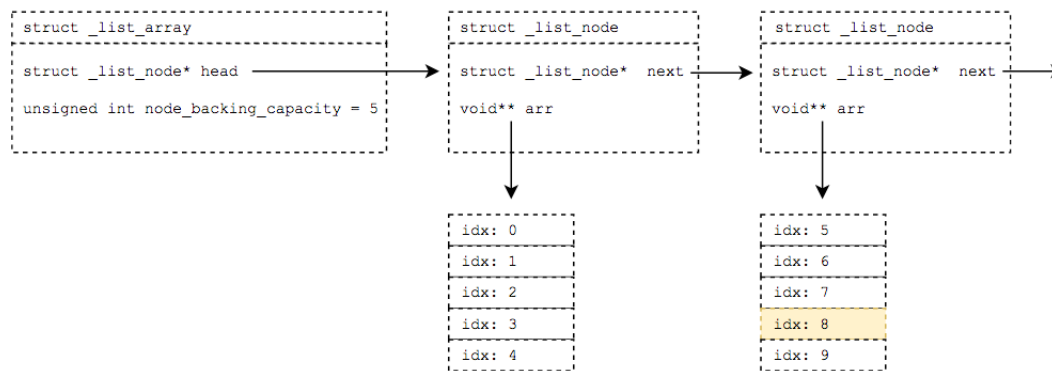 struct _list_array
struct _list_node* head
unsigned int node_backing_capacity = 5
struct _list_node
struct _list_node* next
void** arr
idx: 0
idx: 1
idx: 2
idx: 3
idx: 4
struct _list_node
struct _list_node* next
void** arr
idx: 5
idx: 6
idx: 7
idx: 8
idx: 9